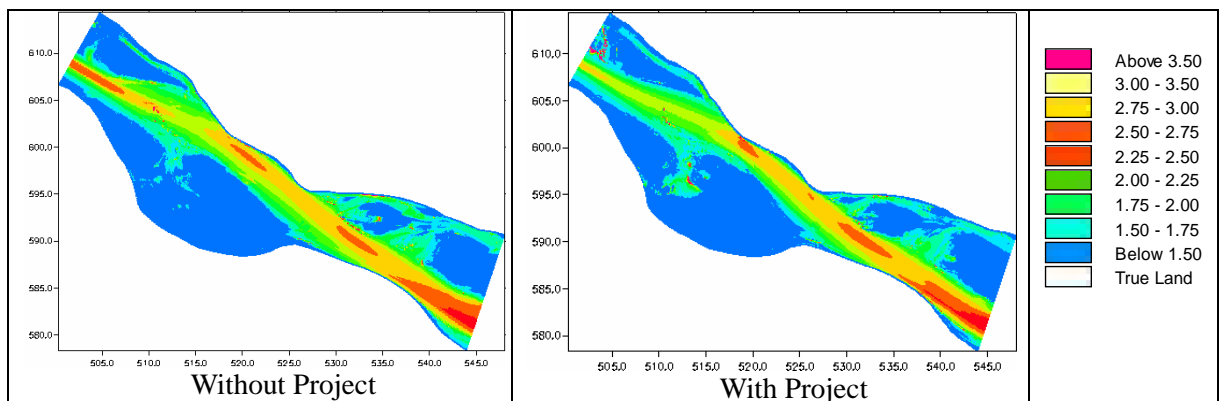 610.0
605.0
600.0
595.0
590.0
585.0
580.0
505.0 510.0 515.0 520.0 525.0 530.0 535.0 540.0 545.0
Without Project
610.0
605.0
600.0
595.0
590.0
585.0
580.0
505.0 510.0 515.0 520.0 525.0 530.0 535.0 540.0 545.0
With Project
Above 3.50
3.00 - 3.50
2.75 - 3.00
2.50 - 2.75
2.25 - 2.50
2.00 - 2.25
1.75 - 2.00
1.50 - 1.75
Below 1.50
True Land